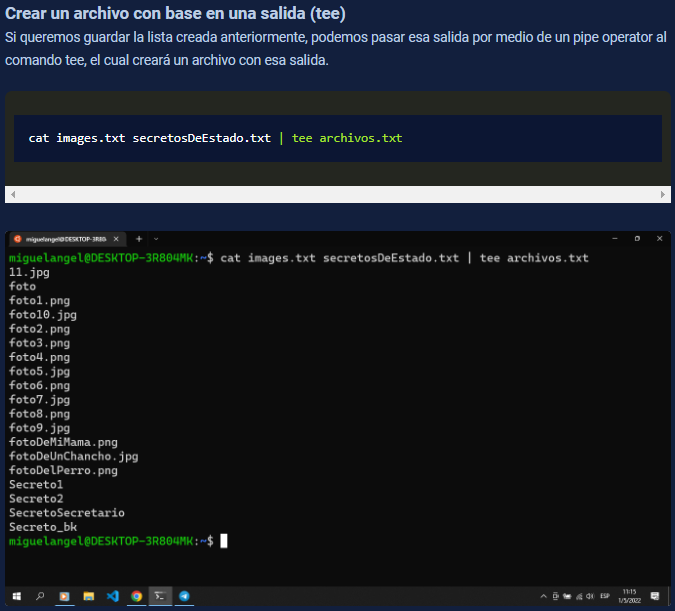 Crear un archivo con base en una salida (tee)
Si queremos guardar la lista creada anteriormente, podemos pasar esa salida por medio de un pipe operator al
comando tee, el cual creará un archivo con esa salida.
cat images.txt secretosDeEstado.txt | tee archivos.txt
miguelangel@DESKTOP-3R804
miguelangel@DESKTOP-3R804MK:~$ cat images.txt secretosDeEstado.txt | tee archivos.txt
11.jpg
foto
foto1.png
foto10.jpg
foto2.png
foto3.png
foto4.png
foto5.jpg
foto6.png
foto7.jpg
foto8.png
foto9.jpg
fotoDeMiMama.png
fotoDeUnChancho.jpg
fotoDelPerro.png
Secreto1
Secreto2
SecretoSecretario
Secreto_bk
miguelangel@DESKTOP-3R804MK:~$
ESP
11:15
1/5/2022